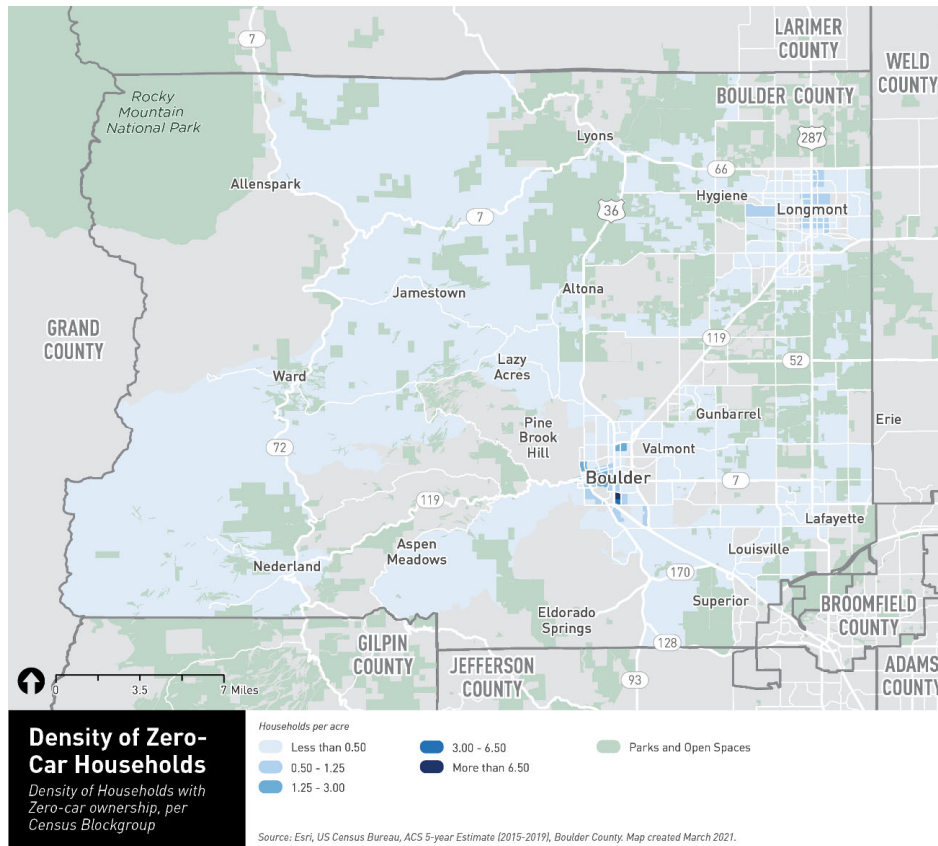 7
LARIMER
COUNTY
WELD
COUNTY
Rocky
Mountain
National Park
BOULDER COUNTY
Lyons
287
66
Allenspark
Hygiene
Longmont
7
36
Jamestown
Altona
GRAND
COUNTY
119
Lazy
Acres
52
Ward
Gunbarrel
Erie
Pine
Brook
Hill
72
Valmont
Boulder
7
119
Lafayette
Aspen
Meadows
Louisville
Nederland
170
Superior
BROOMFIELD
COUNTY
Eldorado
Springs
GILPIN
COUNTY
128
JEFFERSON
COUNTY
ADAMS
COUNTY
93
0 3.5 7 Miles
Density of Zero-
Car Households
Density of Households with
Zero-car ownership, per
Census Blockgroup
Households per acre
Less than 0.50
0.50 - 1.25
1.25 - 3.00
3.00 - 6.50
More than 6.50
Parks and Open Spaces
Source: Esri, US Census Bureau, ACS 5-year Estimate (2015-2019), Boulder County. Map created March 2021.